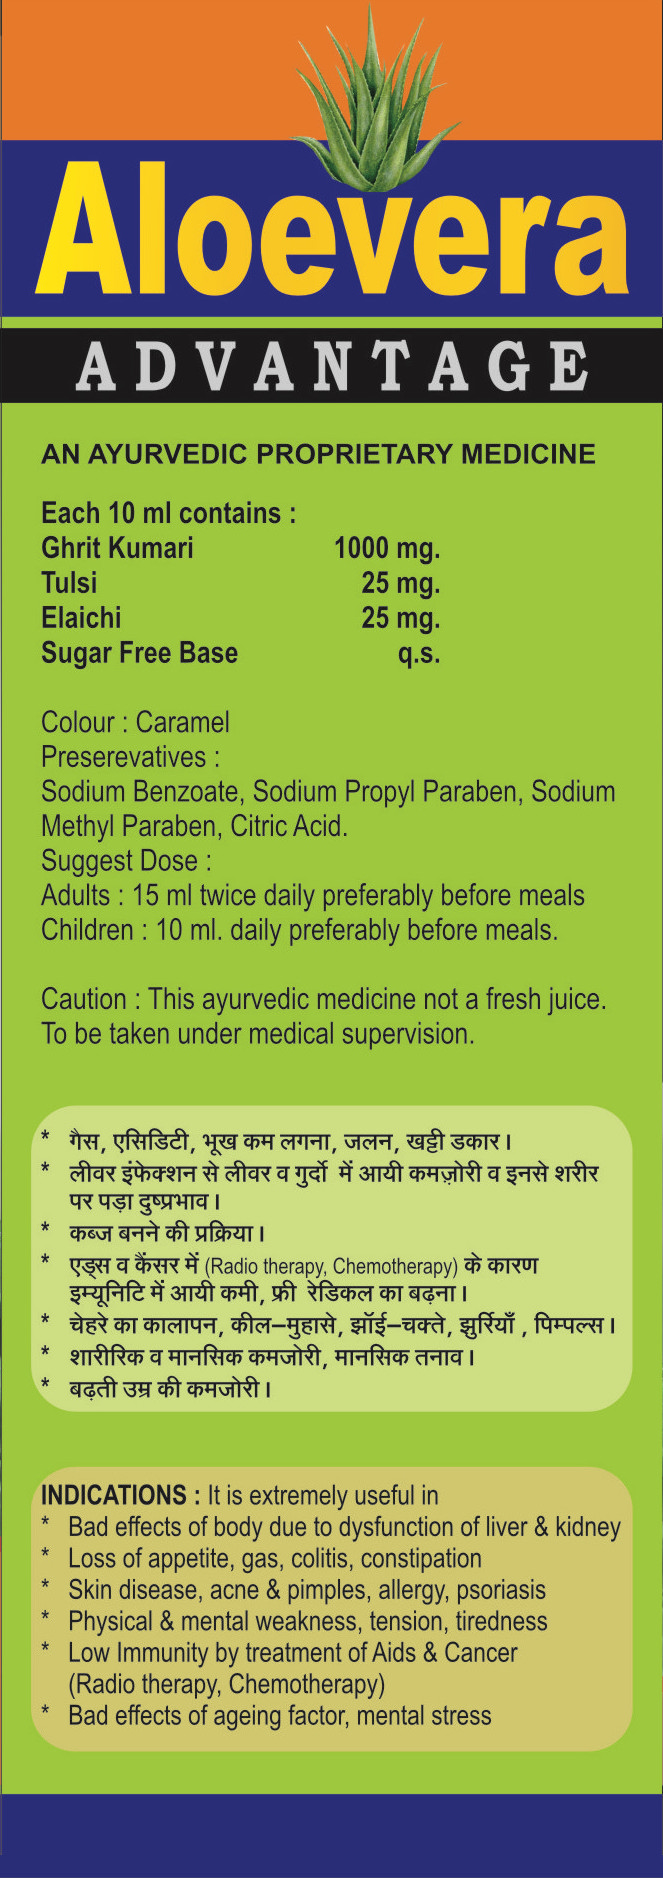 Aloevera
ADVANTAGE
AN AYURVEDIC PROPRIETARY MEDICINE
Each 10 ml contains :
Ghrit Kumari 1000 mg.
Tulsi 25 mg.
Elaichi 25 mg.
Sugar Free Base q.s.
Colour : Caramel
Preserevatives :
Sodium Benzoate, Sodium Propyl Paraben, Sodium
Methyl Paraben, Citric Acid.
Suggest Dose :
Adults : 15 ml twice daily preferably before meals
Children : 10 ml. daily preferably before meals.
Caution : This ayurvedic medicine not a fresh juice.
To be taken under medical supervision.
* गैस, एसिडिटी, भूख कम लगना, जलन, खट्टी डकार।
* लीवर इंफेक्शन से लीवर व गुर्दो में आयी कमज़ोरी व इनसे शरीर
पर पड़ा दुष्प्रभाव।
* कब्ज बनने की प्रक्रिया।
* एड्स व कैंसर में (Radio therapy, Chemotherapy) के कारण
इम्यूनिटि में आयी कमी, फ्री रेडिकल का बढ़ना।
* चेहरे का कालापन, कील–मुहासे, झॉई–चक्ते, झुर्रियाँ , पिम्पल्स।
* शारीरिक व मानसिक कमजोरी, मानसिक तनाव।
* बढ़ती उम्र की कमजोरी।
INDICATIONS : It is extremely useful in
* Bad effects of body due to dysfunction of liver & kidney
* Loss of appetite, gas, colitis, constipation
* Skin disease, acne & pimples, allergy, psoriasis
* Physical & mental weakness, tension, tiredness
* Low Immunity by treatment of Aids & Cancer
(Radio therapy, Chemotherapy)
* Bad effects of ageing factor, mental stress